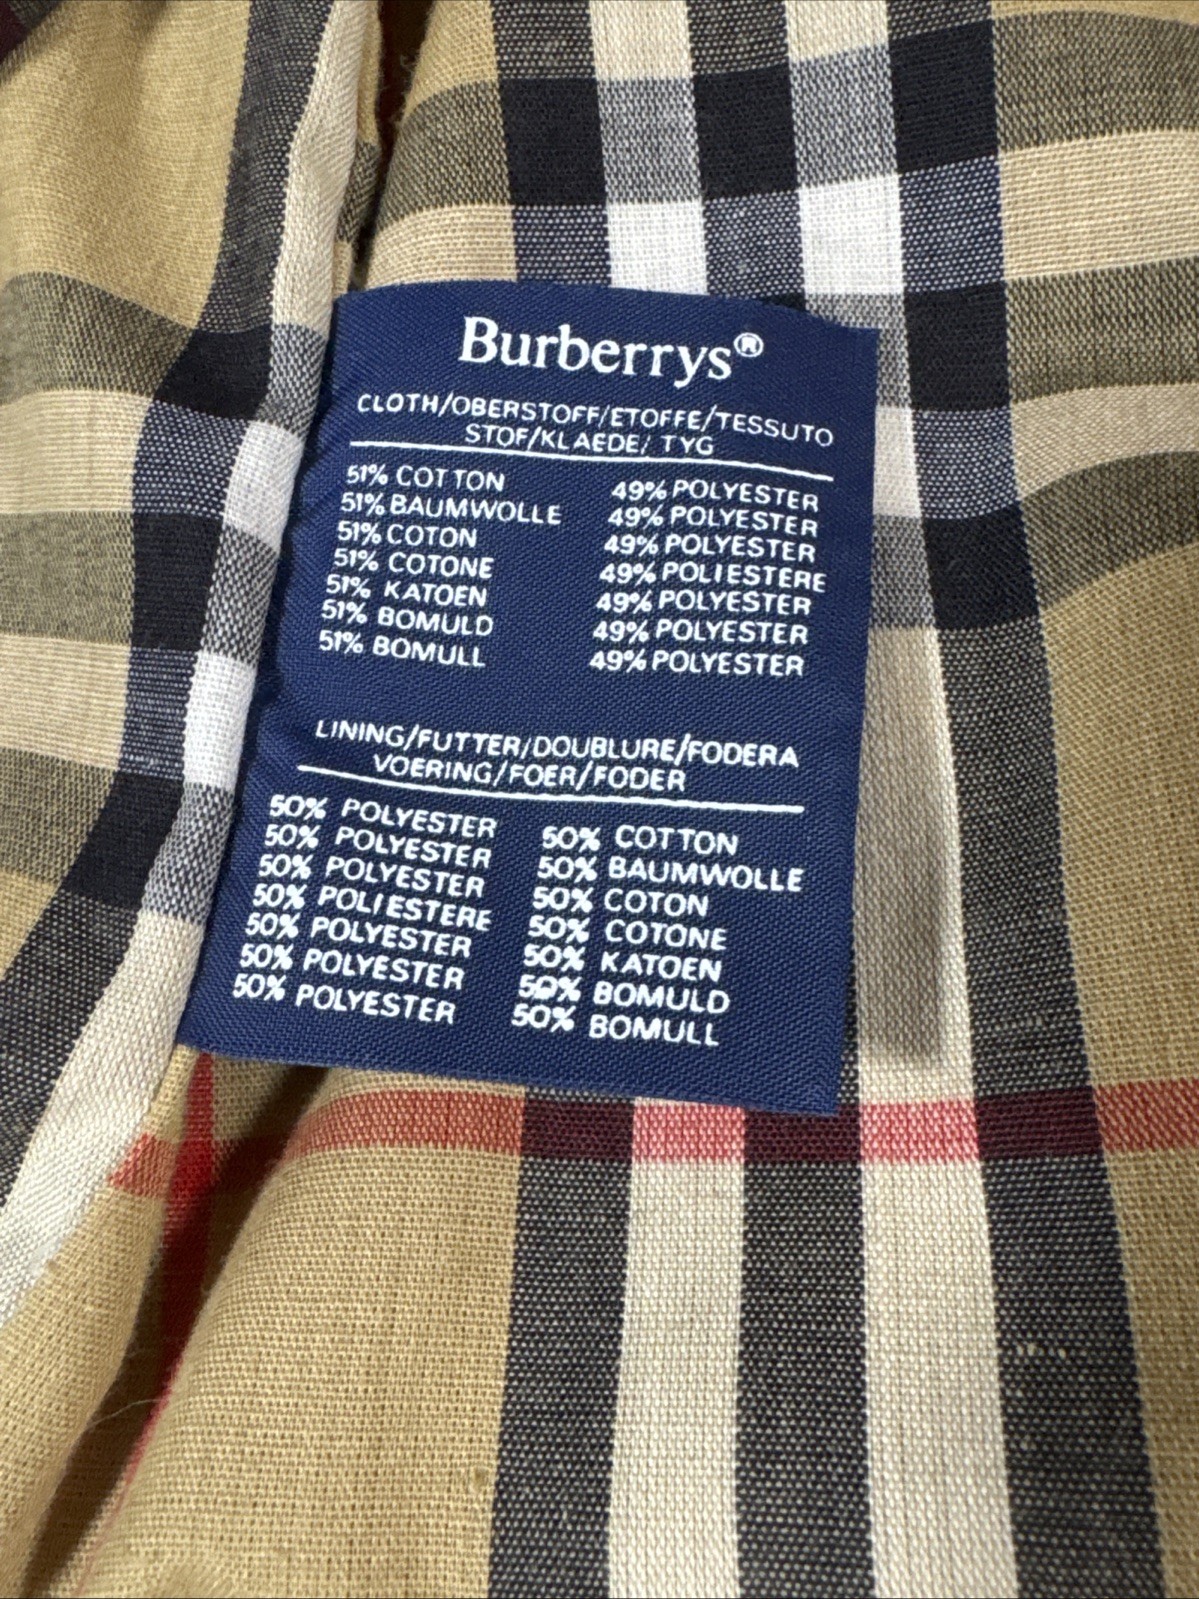 Burberrys®
CLOTH/OBERSTOFF/ETOFFE/TESSUTO
STOF/KLAEDE/ TYG
51% COTTON 49% POLYESTER
51% BAUMWOLLE 49% POLYESTER
51% COTON 49% POLYESTER
51% COTONE 49% POLIESTERE
51% KATOEN 49% POLYESTER
51% BOMULD 49% POLYESTER
51% BOMULL 49% POLYESTER
LINING/FUTTER/DOUBLURE/FODERA
VOERING/FOER/FODER
50% POLYESTER 50% COTTON
50% POLYESTER 50% BAUMWOLLE
50% POLYESTER 50% COTON
50% POLIESTERE 50% COTONE
50% POLYESTER 50% KATOEN
50% POLYESTER 50% BOMULD
50% POLYESTER 50% BOMULL